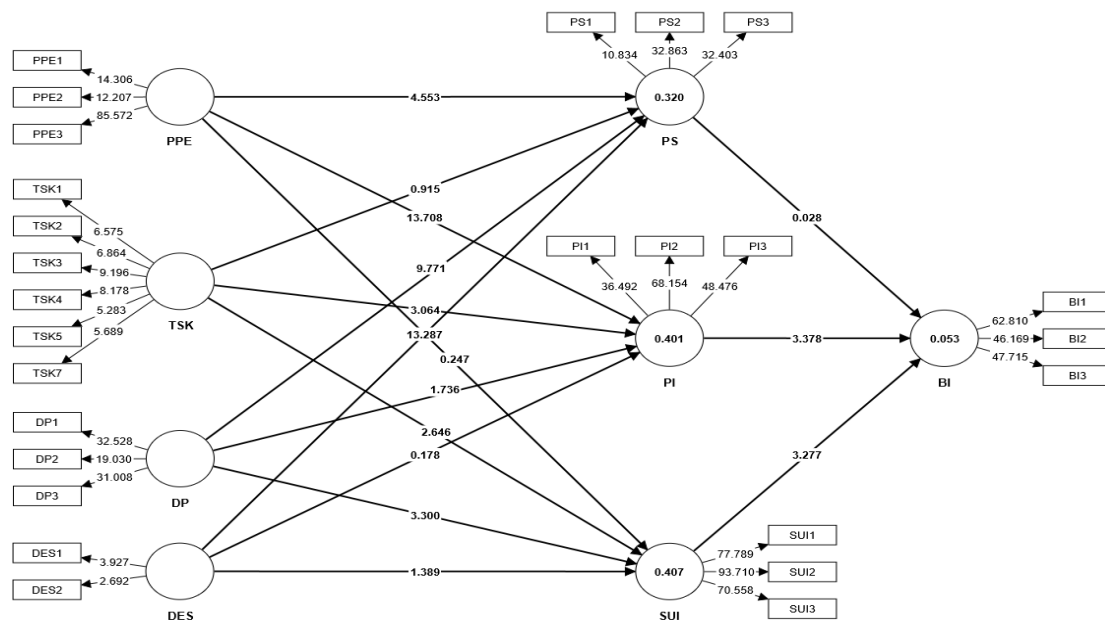 PS1
PS2
PS3
10.834
32.863
32.403
PPE1
PPE2
PPE3
14.306
12.207
85.572
PPE
4.553
0.320
PS
TSK1
TSK2
TSK3
TSK4
TSK5
TSK7
6.575
6.864
9.196
8.178
5.283
5.689
TSK
0.915
13.708
9.771
3.064
13.287
0.247
1.736
2.646
0.178
0.028
PI1
PI2
PI3
36.492
68.154
48.476
0.401
PI
3.378
0.053
BI
62.810
46.169
47.715
BI1
BI2
BI3
DP1
DP2
DP3
32.528
19.030
31.008
DP
3.300
3.277
DES1
DES2
3.927
2.692
DES
1.389
0.407
SUI
77.789
93.710
70.558
SUI1
SUI2
SUI3